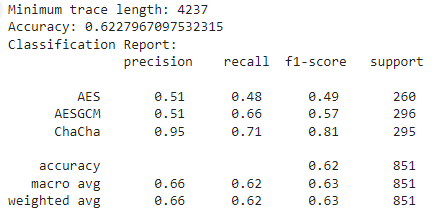 Minimum trace length: 4237
Accuracy: 0.6227967097532315
Classification Report:
precision recall f1-score support
AES 0.51 0.48 0.49 260
AESGCM 0.51 0.66 0.57 296
ChaCha 0.95 0.71 0.81 295
accuracy 0.62 851
macro avg 0.66 0.62 0.63 851
weighted avg 0.66 0.62 0.63 851